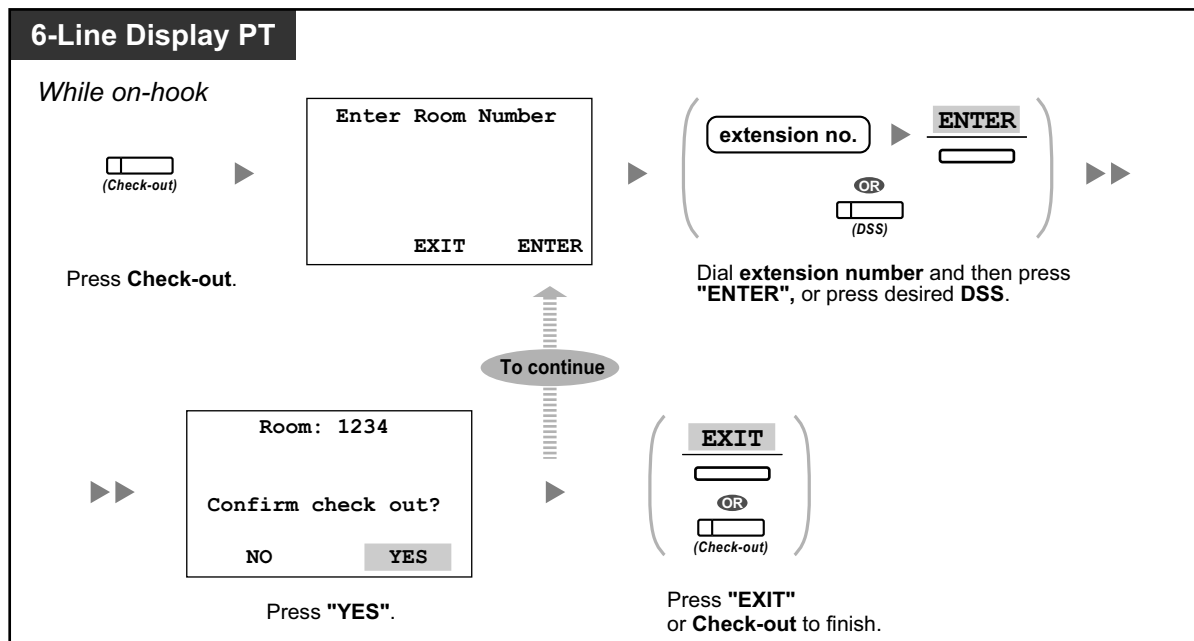 6-Line Display PT
While on-hook
(Check-out)
Press Check-out.
Enter Room Number
EXIT ENTER
extension no.
ENTER
OR
(DSS)
Dial extension number and then press
"ENTER", or press desired DSS.
To continue
Room: 1234
Confirm check out?
NO YES
Press "YES".
EXIT
OR
(Check-out)
Press "EXIT"
or Check-out to finish.